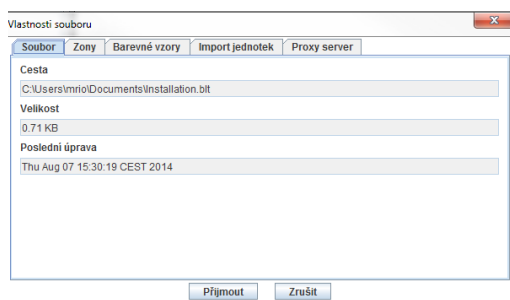 Vlastnosti souboru
Soubor Zony Barevné vzory Import jednotek Proxy server
Cesta
C:\Users\mrio\Documents\Installation.blt
Velikost
0.71 KB
Poslední úprava
Thu Aug 07 15:30:19 CEST 2014
Přijmout Zrušit